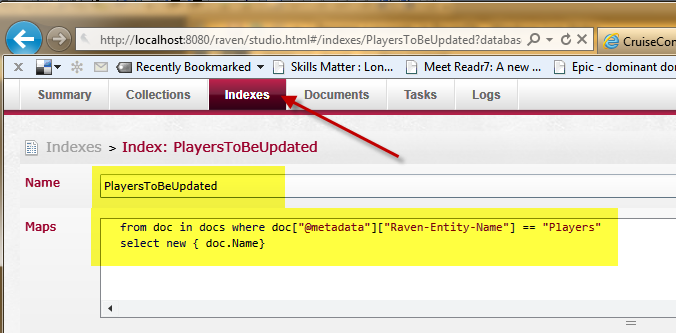 http://localhost:8080/raven/studio.html#/indexes/PlayersToBeUpdated?databas
CruiseCon
x
Recently Bookmarked
Skills Matter : Lon...
Meet Readr7: A new ...
Epic - dominant dor
Summary
Collections
Indexes
Documents
Tasks
Logs
Indexes > Index: PlayersToBeUpdated
Name
PlayersToBeUpdated
Maps
from doc in docs where doc["@metadata"]["Raven-Entity-Name"] == "Players"
select new { doc.Name}